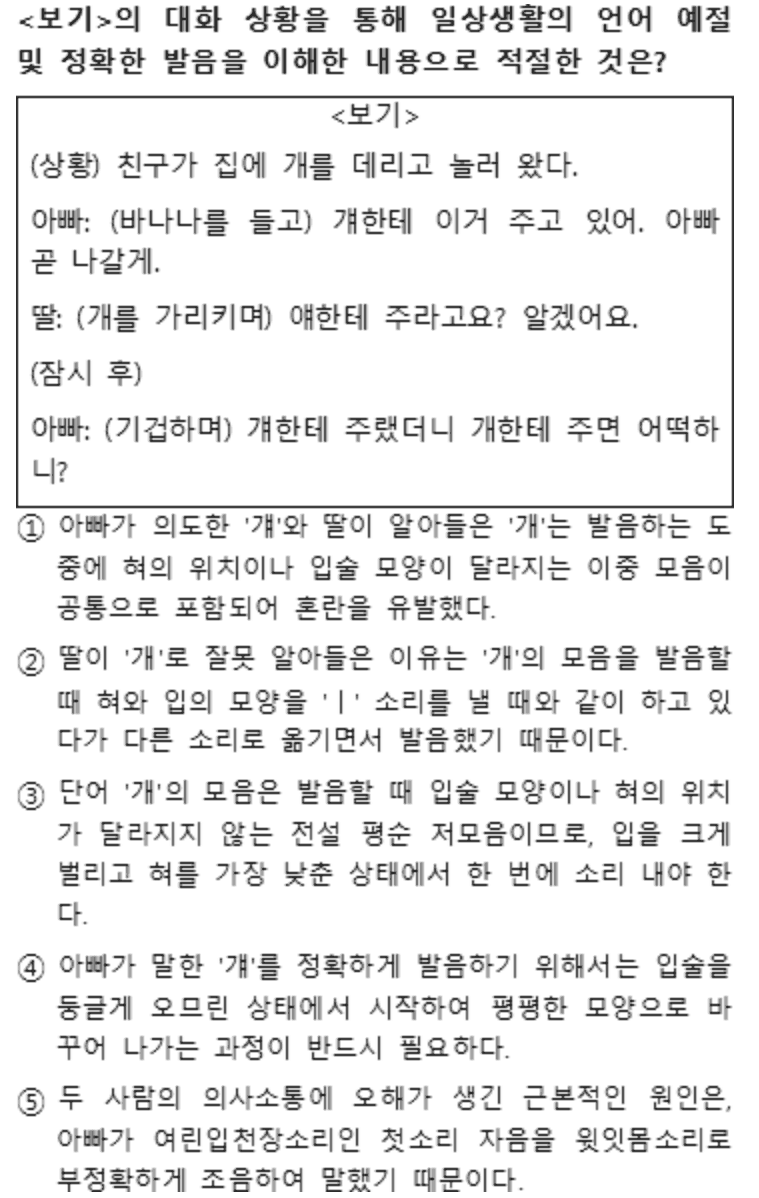 <보기>의 대화 상황을 통해 일상생활의 언어 예절
및 정확한 발음을 이해한 내용으로 적절한 것은?
<보기>
(상황) 친구가 집에 개를 데리고 놀러 왔다.
아빠: (바나나를 들고) 걔한테 이거 주고 있어. 아빠
곧 나갈게.
딸: (개를 가리키며) 얘한테 주라고요? 알겠어요.
(잠시 후)
아빠: (기겁하며) 걔한테 주랬더니 개한테 주면 어떡하
니?
① 아빠가 의도한 '걔'와 딸이 알아들은 '개'는 발음하는 도
중에 혀의 위치이나 입술 모양이 달라지는 이중 모음이
공통으로 포함되어 혼란을 유발했다.
② 딸이 '개'로 잘못 알아들은 이유는 '개'의 모음을 발음할
때 혀와 입의 모양을 'ㅣ' 소리를 낼 때와 같이 하고 있
다가 다른 소리로 옮기면서 발음했기 때문이다.
③ 단어 '개'의 모음은 발음할 때 입술 모양이나 혀의 위치
가 달라지지 않는 전설 평순 저모음이므로, 입을 크게
벌리고 혀를 가장 낮춘 상태에서 한 번에 소리 내야 한
다.
④ 아빠가 말한 '걔'를 정확하게 발음하기 위해서는 입술을
둥글게 오므린 상태에서 시작하여 평평한 모양으로 바
꾸어 나가는 과정이 반드시 필요하다.
⑤ 두 사람의 의사소통에 오해가 생긴 근본적인 원인은,
아빠가 여린입천장소리인 첫소리 자음을 윗잇몸소리로
부정확하게 조음하여 말했기 때문이다.